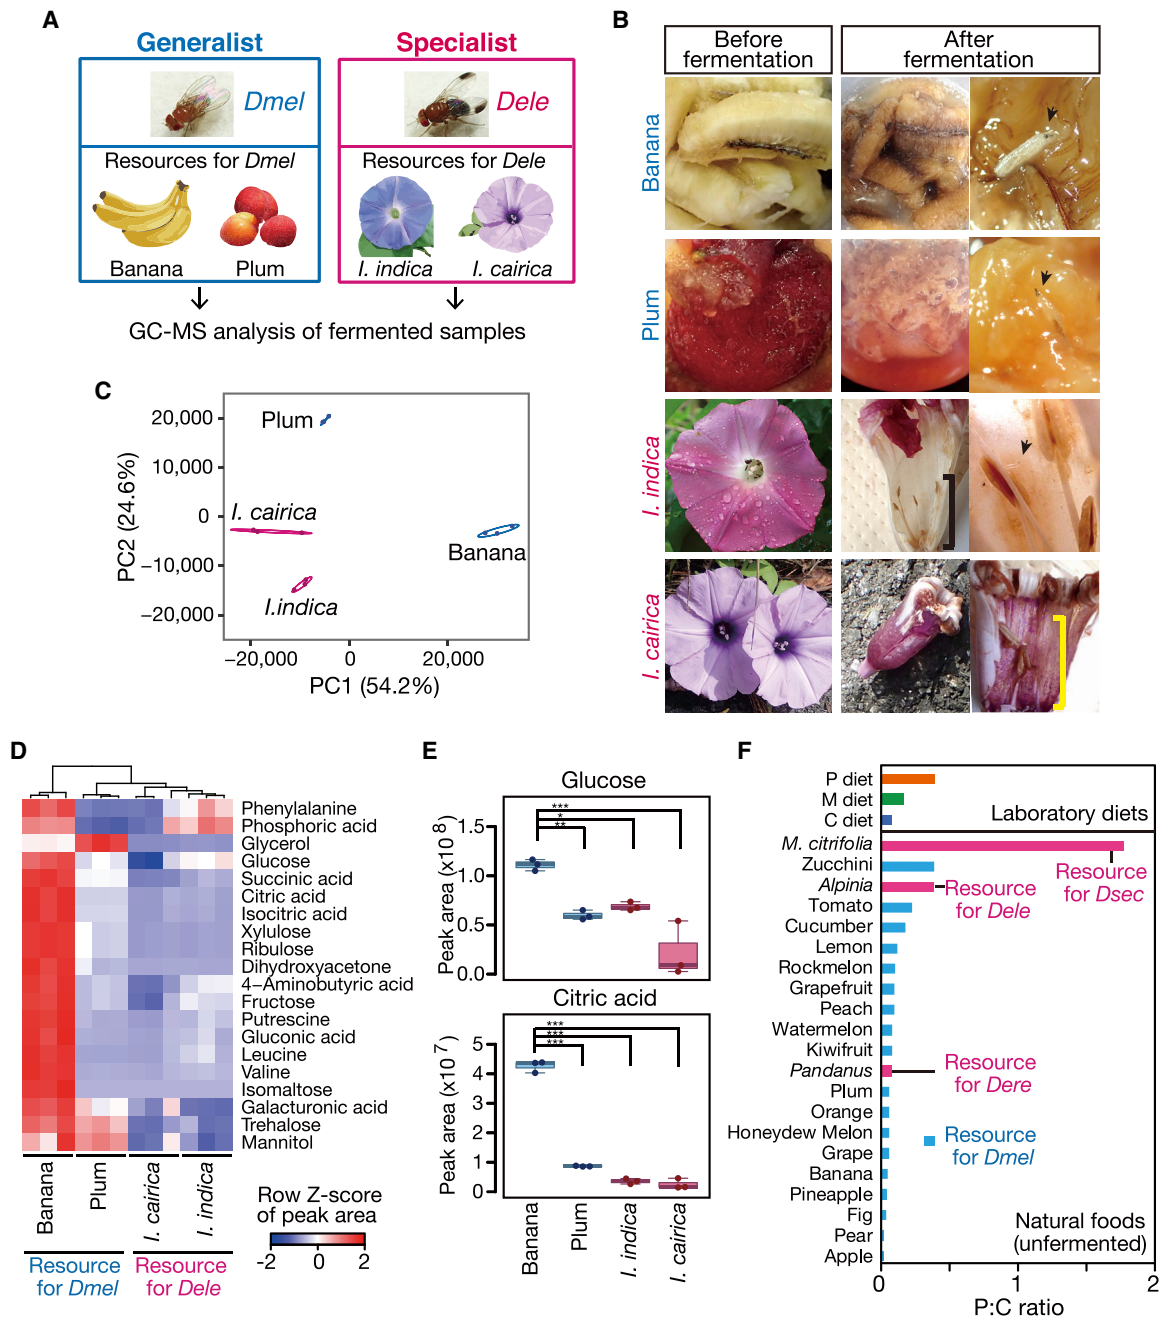 A
Generalist
Specialist
Dmel
Dele
Resources for Dmel
Resources for Dele
Banana
Plum
I. indica
I. cairica
GC-MS analysis of fermented samples
B
Before
fermentation
After
fermentation
Banana
Plum
I. indica
I. cairica
C
PC2 (24.6%)
20,000
10,000
0
−10,000
−20,000
Plum
I. cairica
Banana
I.indica
−20,000
0
20,000
PC1 (54.2%)
D
Phenylalanine
Phosphoric acid
Glycerol
Glucose
Succinic acid
Citric acid
Isocitric acid
Xylulose
Ribulose
Dihydroxyacetone
4−Aminobutyric acid
Fructose
Putrescine
Gluconic acid
Leucine
Valine
Isomaltose
Galacturonic acid
Trehalose
Mannitol
Banana
Plum
I. cairica
I. indica
Resource
for Dmel
Resource
for Dele
Row Z-score
of peak area
-2
0
2
E
Glucose
Peak area (x10 8)
1.5
1.0
0.5
0.0
***
*
**
Citric acid
Peak area (x10 7)
5
4
3
2
1
0
***
***
***
Banana
Plum
I. indica
I. cairica
F
P diet
M diet
C diet
Laboratory diets
M. citrifolia
Zucchini
Alpinia
Tomato
Cucumber
Lemon
Rockmelon
Grapefruit
Peach
Watermelon
Kiwifruit
Pandanus
Plum
Orange
Honeydew Melon
Grape
Banana
Pineapple
Fig
Pear
Apple
Resource
for Dsec
Resource
for Dele
Resource
for Dere
Resource
for Dmel
Natural foods
(unfermented)
0
1
2
P:C ratio